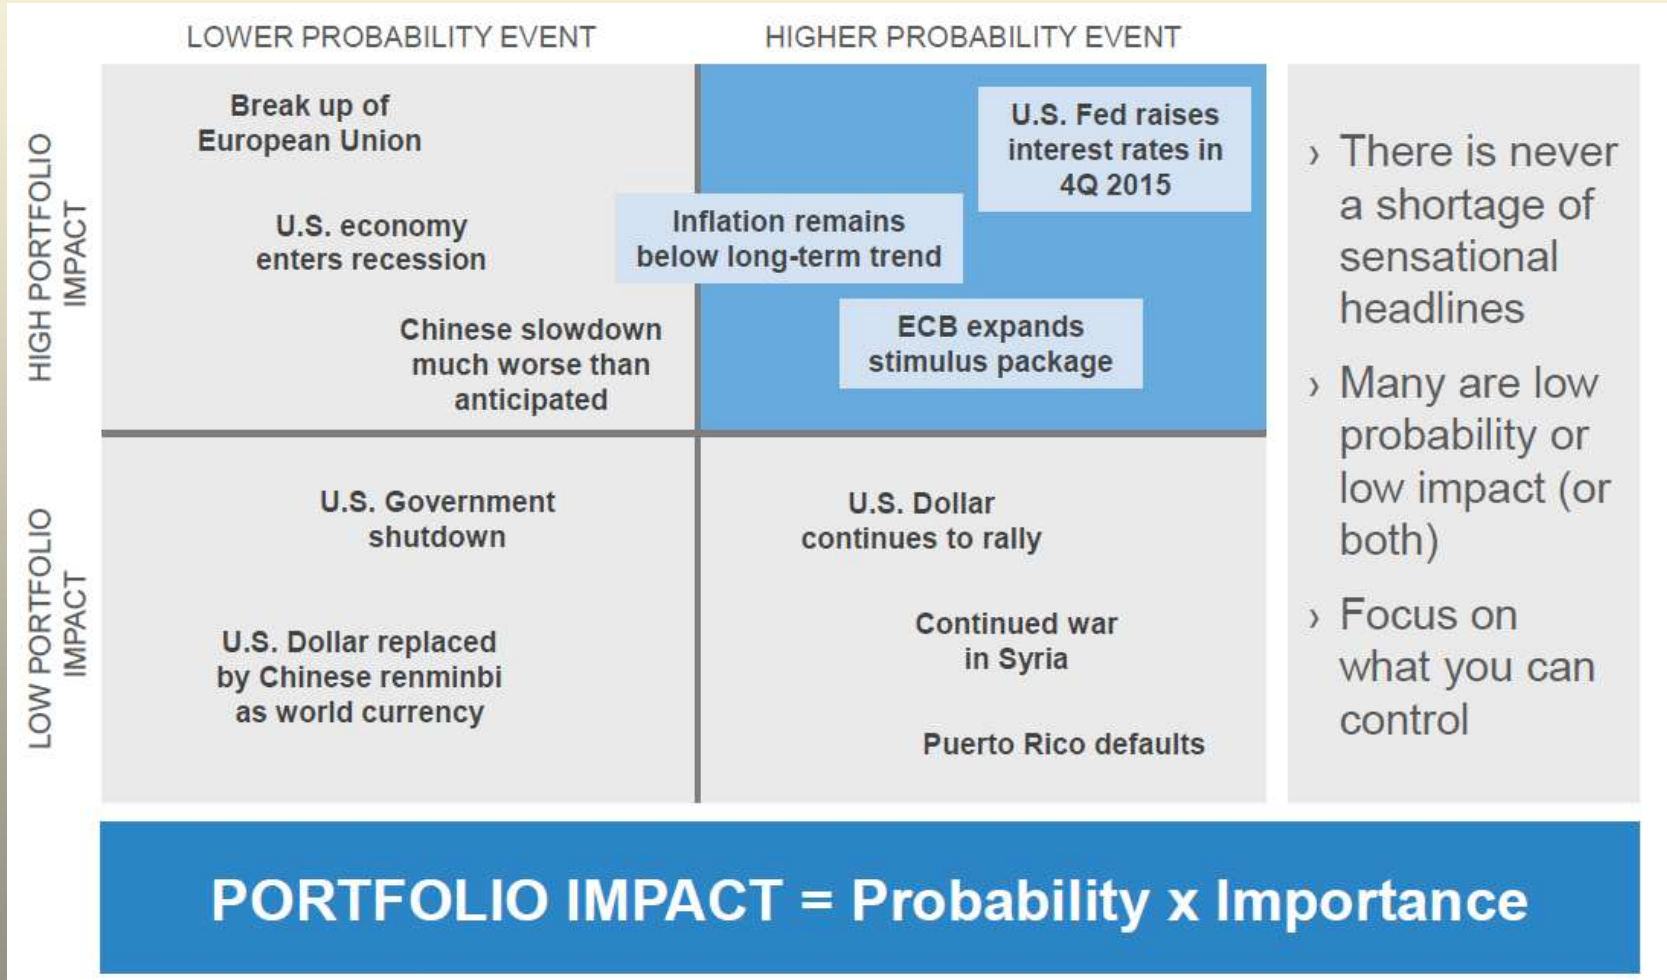 LOWER PROBABILITY EVENT
HIGHER PROBABILITY EVENT
HIGH PORTFOLIO
IMPACT
Break up of
European Union
U.S. economy
enters recession
Chinese slowdown
much worse than
anticipated
U.S. Fed raises
interest rates in
4Q 2015
Inflation remains
below long-term trend
ECB expands
stimulus package
LOW PORTFOLIO
IMPACT
U.S. Government
shutdown
U.S. Dollar replaced
by Chinese renminbi
as world currency
U.S. Dollar
continues to rally
Continued war
in Syria
Puerto Rico defaults
› There is never
a shortage of
sensational
headlines
› Many are low
probability or
low impact (or
both)
› Focus on
what you can
control
PORTFOLIO IMPACT = Probability x Importance